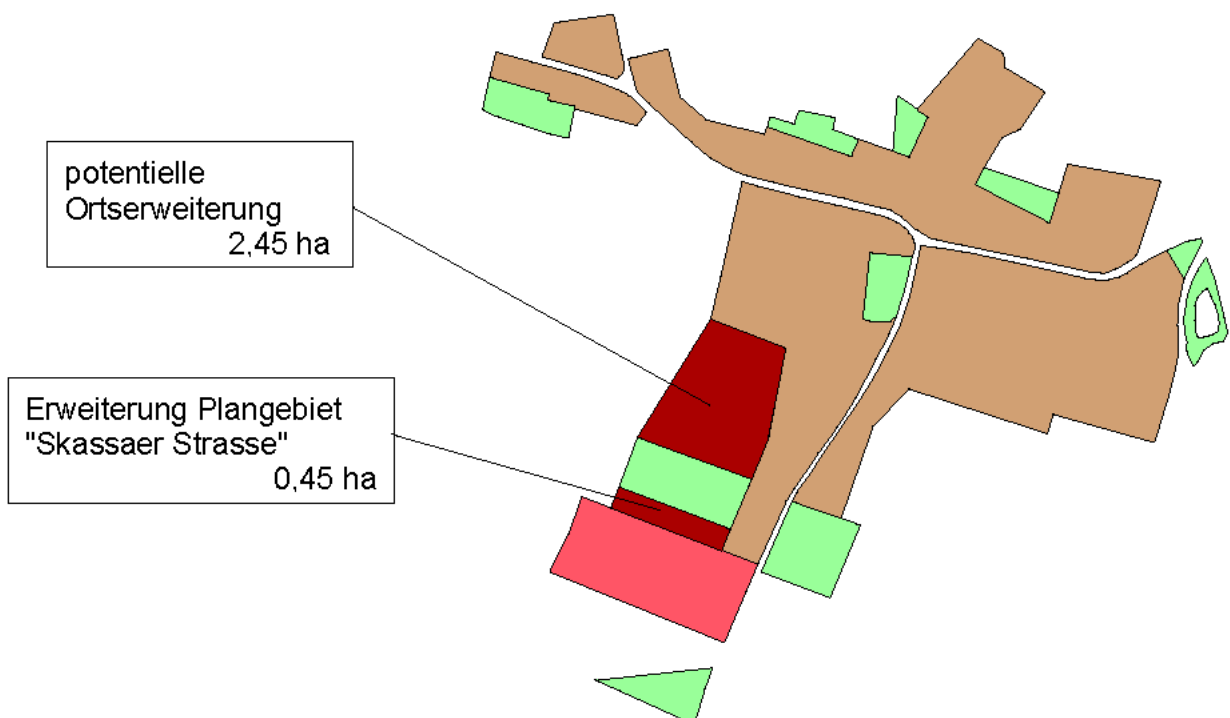 potentielle
Ortserweiterung
2,45 ha
Erweiterung Plangebiet
"Skassaer Strasse"
0,45 ha